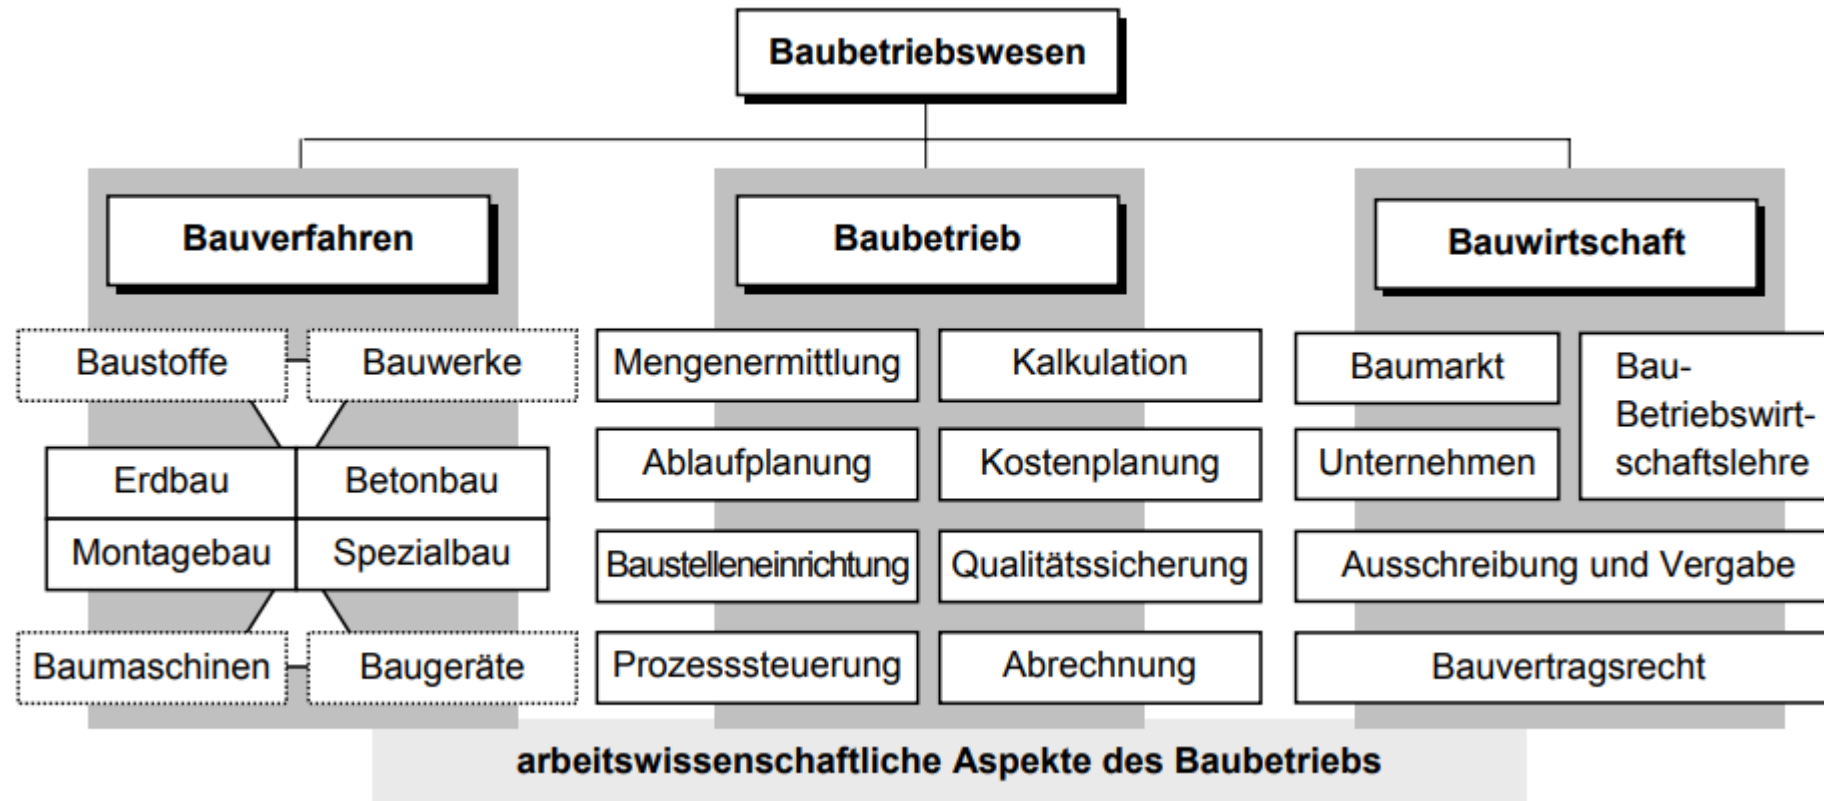 Baubetriebswesen
Bauverfahren
Baubetrieb
Bauwirtschaft
Baustoffe
Bauwerke
Erdbau
Betonbau
Montagebau
Spezialbau
Baumaschinen
Baugeräte
Mengenermittlung
Kalkulation
Ablaufplanung
Kostenplanung
Baustelleneinrichtung
Qualitätssicherung
Prozesssteuerung
Abrechnung
Baumarkt
Unternehmen
Bau-
Betriebswirt-
schaftslehre
Ausschreibung und Vergabe
Bauvertragsrecht
arbeitswissenschaftliche Aspekte des Baubetriebs